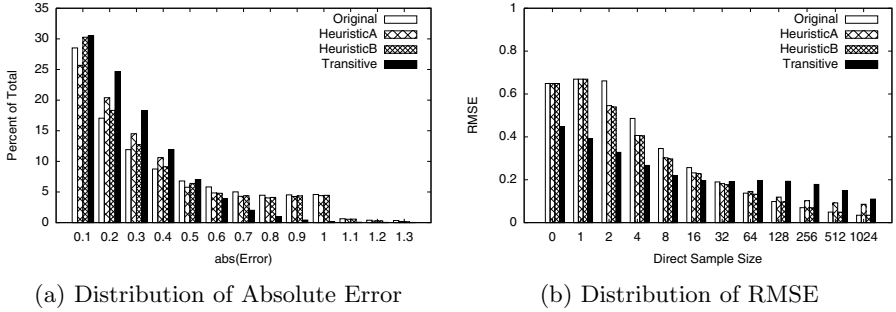 Percent of Total
35
30
25
20
15
10
5
0
0.1 0.2 0.3 0.4 0.5 0.6 0.7 0.8 0.9 1 1.1 1.2 1.3
abs(Error)
Original
HeuristicA
HeuristicB
Transitive
(a) Distribution of Absolute Error
RMSE
1
0.8
0.6
0.4
0.2
0
0 1 2 4 8 16 32 64 128 256 512 1024
Direct Sample Size
Original
HeuristicA
HeuristicB
Transitive
(b) Distribution of RMSE